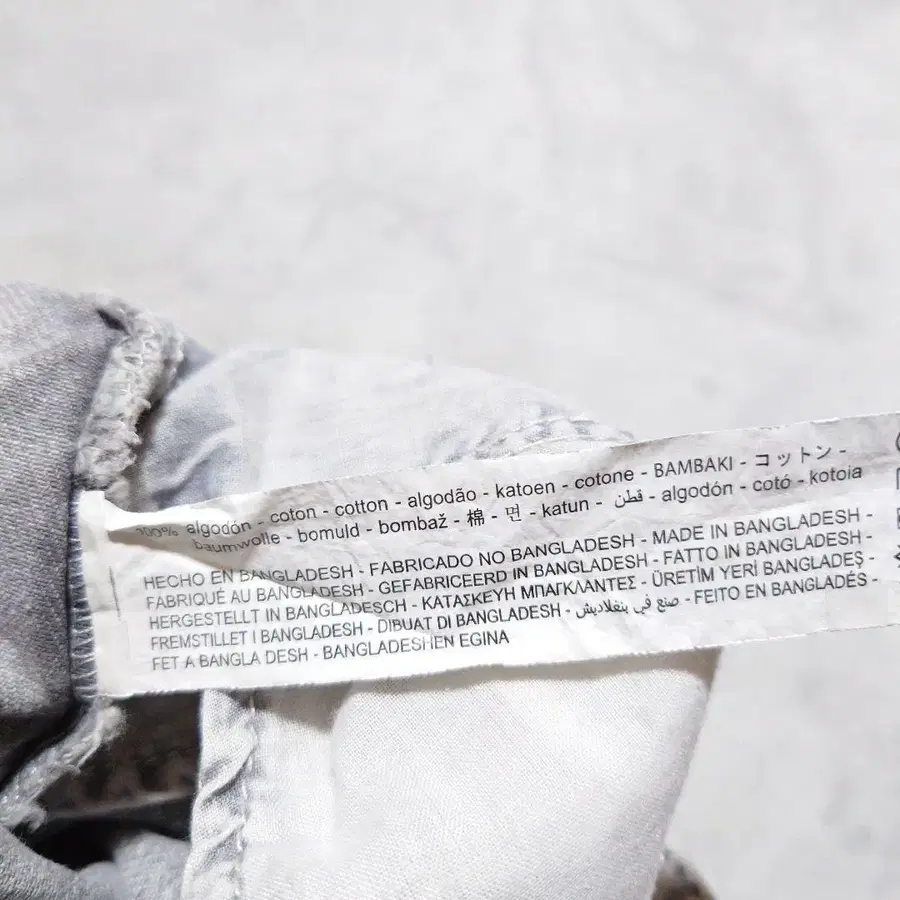 100% algodón - coton - cotton - algodão - katoen - cotone - BAMBAKI - コットン -
baumwolle - bomuld - bombaž - 棉 - 면 - katun - قطن - algodón - cotó - kotoia
HECHO EN BANGLADESH - FABRICADO NO BANGLADESH - MADE IN BANGLADESH -
FABRIQUÉ AU BANGLADESH - GEFABRICEERD IN BANGLADESH - FATTO IN BANGLADESH -
HERGESTELLT IN BANGLADESCH - ΚΑΤΑΣΚΕΥΗ ΜΠΑΓΚΛΑΝΤΕΣ - ÜRETİM YERİ BANGLADEŞ -
FREMSTILLET I BANGLADESH - DIBUAT DI BANGLADESH - صنع في بنغلاديش - FEITO EN BANGLADÉS -
FET A BANGLA DESH - BANGLADESHEN EGINA